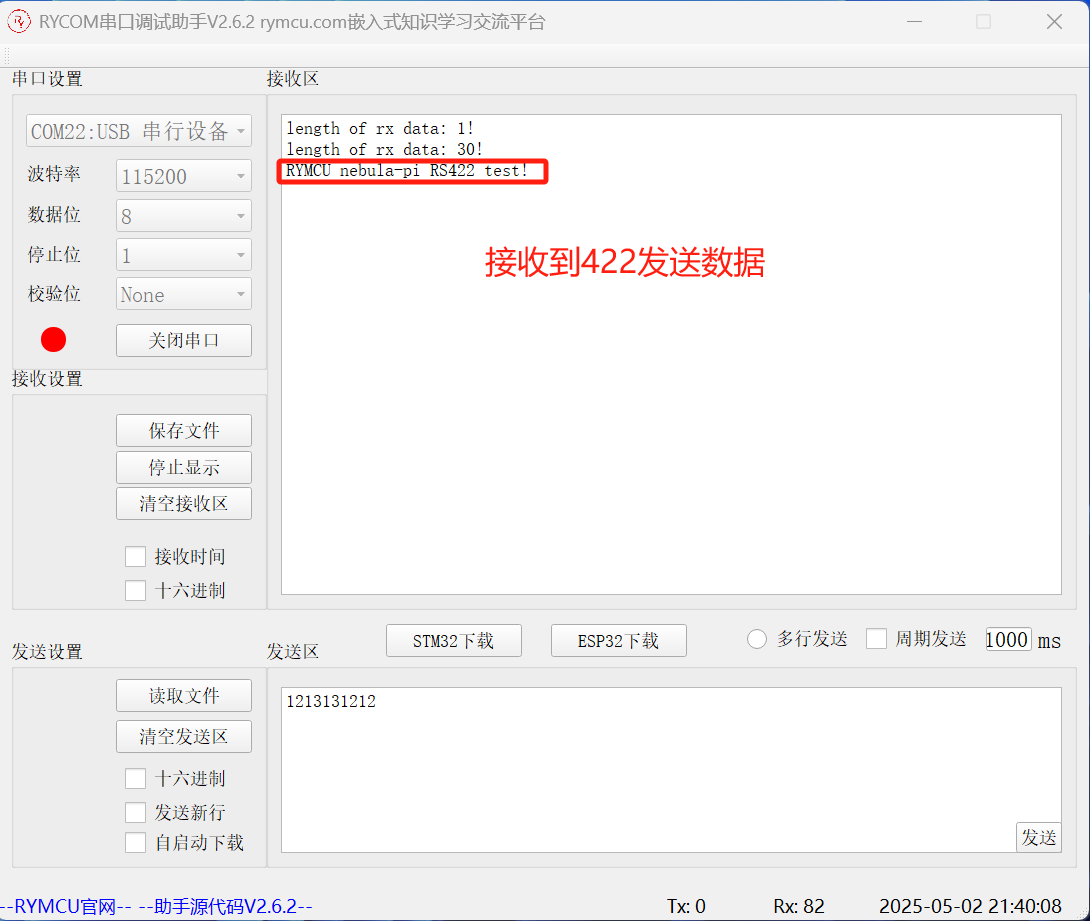 RYCOM串口调试助手V2.6.2 rymcu.com嵌入式知识学习交流平台
串口设置
COM22:USB 串行设备
波特率 115200
数据位 8
停止位 1
校验位 None
关闭串口
接收设置
保存文件
停止显示
清空接收区
接收时间
十六进制
接收区
length of rx data: 1!
length of rx data: 30!
RYMCU nebula-pi RS422 test!
接收到422发送数据
STM32下载 ESP32下载 多行发送 周期发送 1000 ms
发送设置
读取文件
清空发送区
十六进制
发送新行
自启动下载
发送区
1213131212
发送
--RYMCU官网-- --助手源代码V2.6.2-- Tx: 0 Rx: 82 2025-05-02 21:40:08